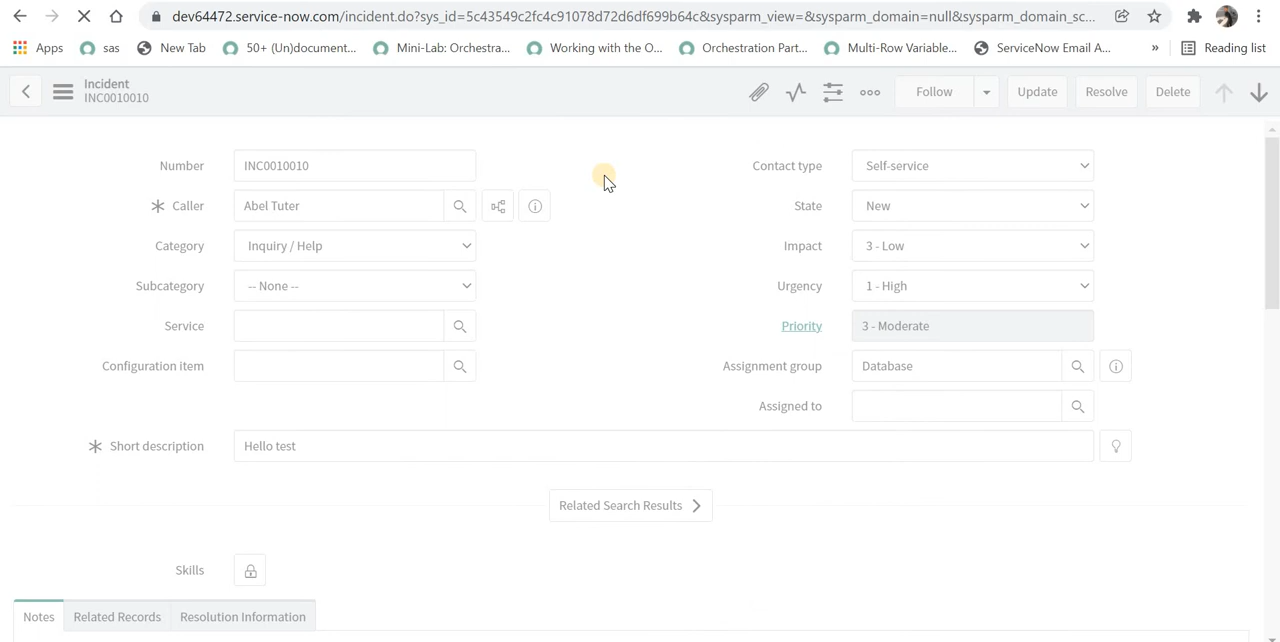 dev64472.service-now.com/incident.do?sys_id=5c43549c2fc4c91078d72d6df699b64c&sysparm_view=&sysparm_domain=null&sysparm_domain_sc...
Apps sas New Tab 50+ (Un)document... Mini-Lab: Orchestra... Working with the O... Orchestration Part... Multi-Row Variable... ServiceNow Email A... » Reading list
Incident
INC0010010
Follow Update Resolve Delete
Number INC0010010 Contact type Self-service
* Caller Abel Tuter State New
Category Inquiry / Help Impact 3 - Low
Subcategory -- None -- Urgency 1 - High
Service Priority 3 - Moderate
Configuration item Assignment group Database
Assigned to
* Short description Hello test
Related Search Results
Skills
Notes Related Records Resolution Information